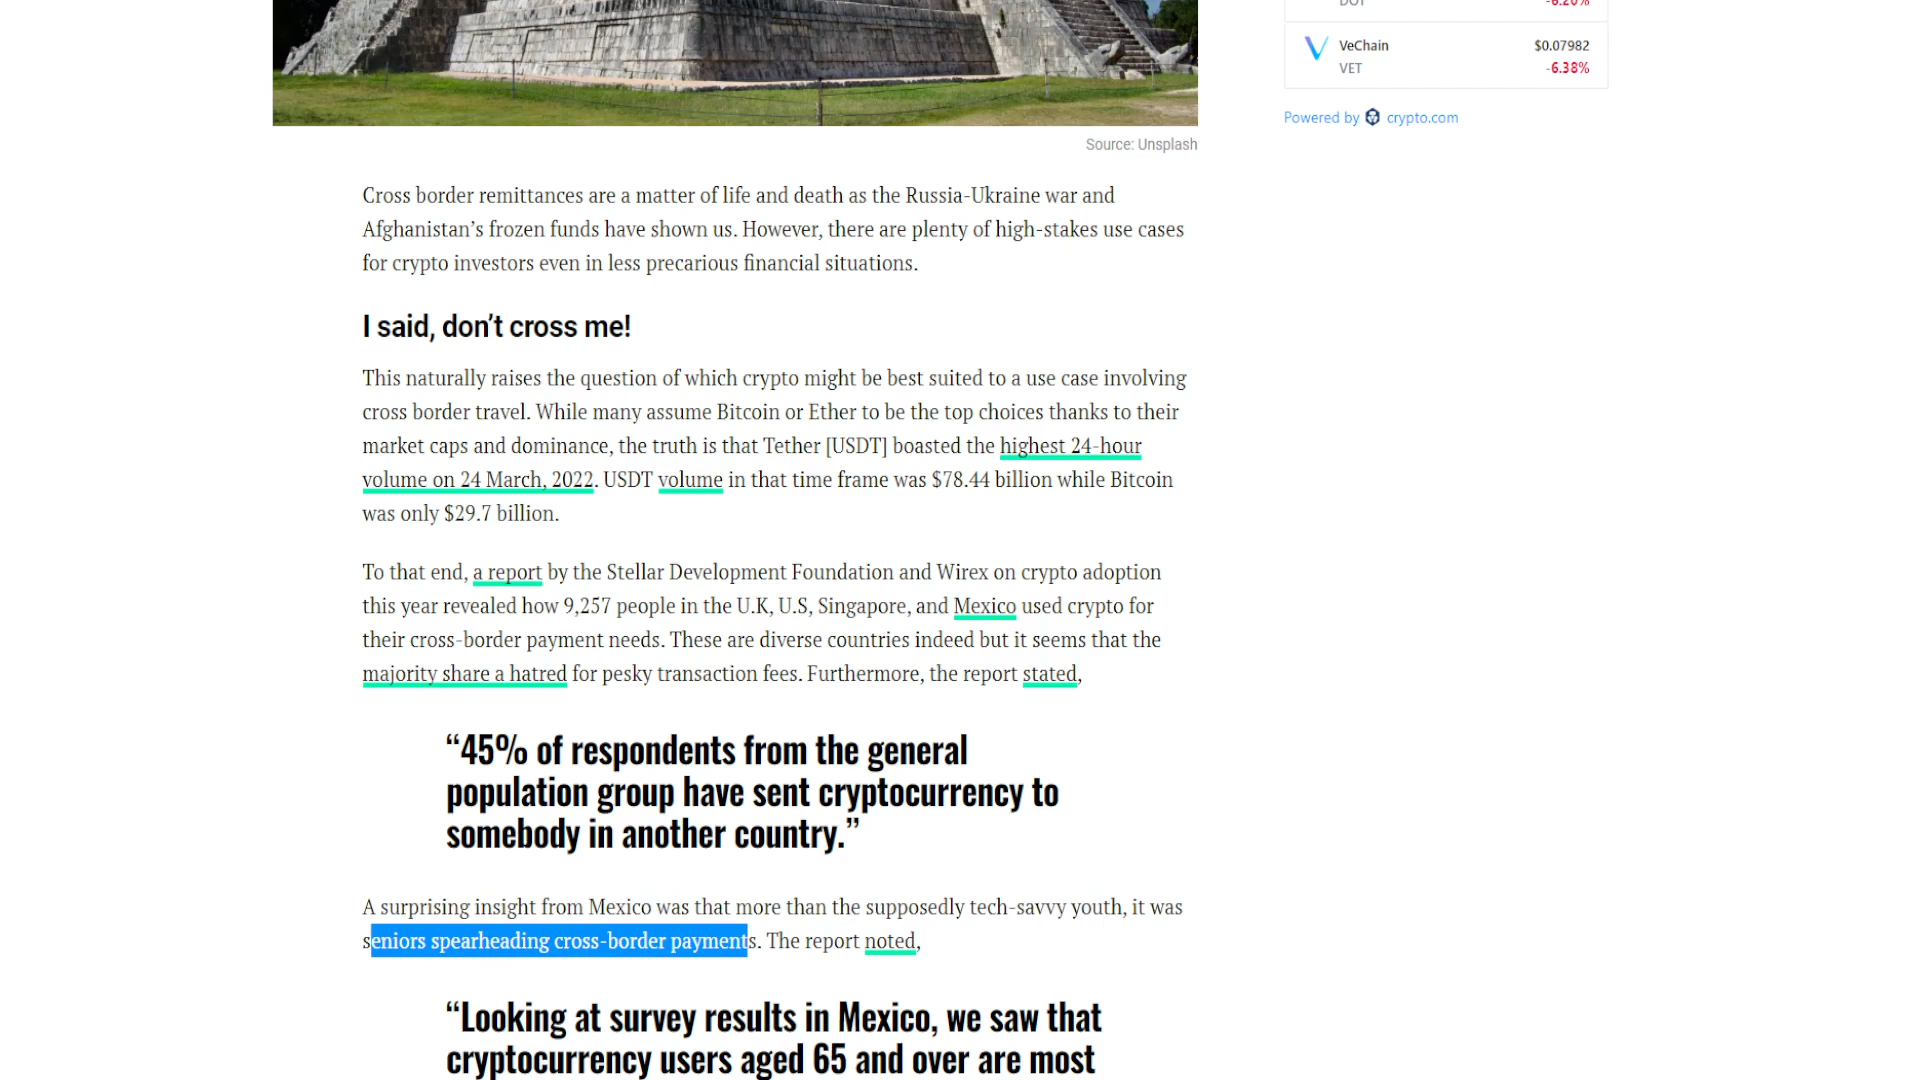 DOT
-6.20%
VeChain
$0.07982
VET
-6.38%
Powered by crypto.com
Source: Unsplash
Cross border remittances are a matter of life and death as the Russia-Ukraine war and
Afghanistan’s frozen funds have shown us. However, there are plenty of high-stakes use cases
for crypto investors even in less precarious financial situations.
I said, don’t cross me!
This naturally raises the question of which crypto might be best suited to a use case involving
cross border travel. While many assume Bitcoin or Ether to be the top choices thanks to their
market caps and dominance, the truth is that Tether [USDT] boasted the highest 24-hour
volume on 24 March, 2022. USDT volume in that time frame was $78.44 billion while Bitcoin
was only $29.7 billion.
To that end, a report by the Stellar Development Foundation and Wirex on crypto adoption
this year revealed how 9,257 people in the U.K, U.S, Singapore, and Mexico used crypto for
their cross-border payment needs. These are diverse countries indeed but it seems that the
majority share a hatred for pesky transaction fees. Furthermore, the report stated,
“45% of respondents from the general
population group have sent cryptocurrency to
somebody in another country.”
A surprising insight from Mexico was that more than the supposedly tech-savvy youth, it was
seniors spearheading cross-border payments. The report noted,
“Looking at survey results in Mexico, we saw that
cryptocurrency users aged 65 and over are most